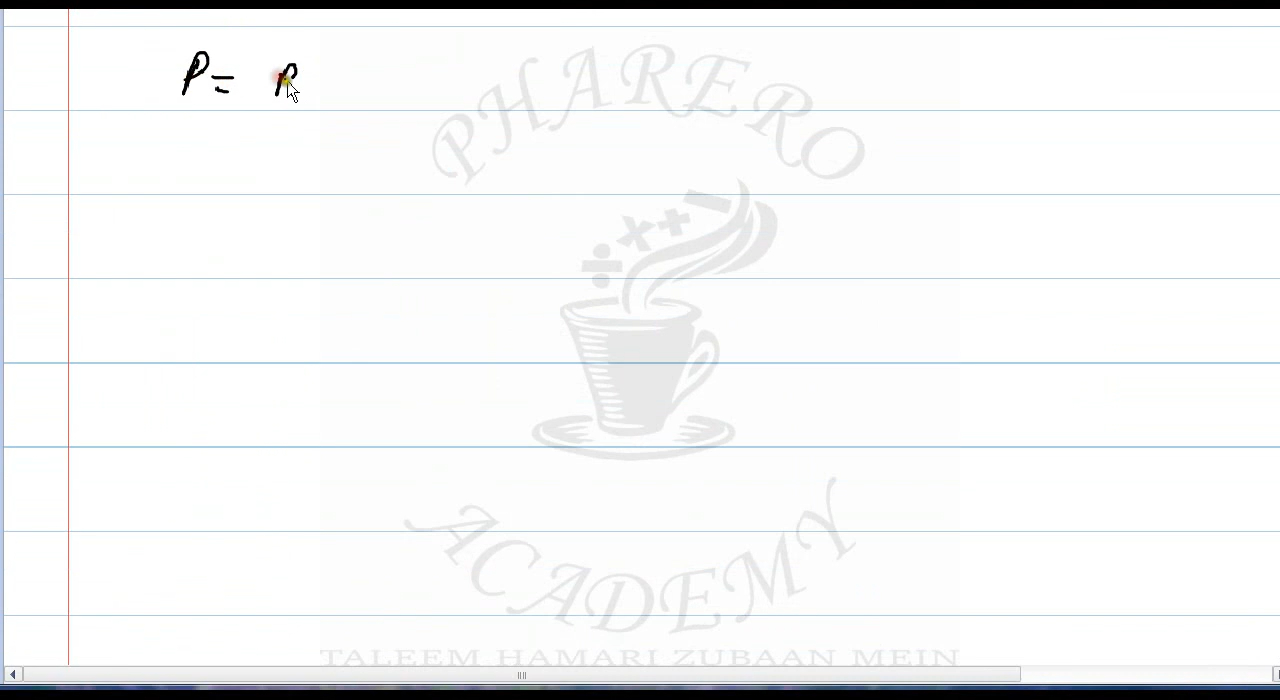 P = P
PHARERO
ACADEMY
TALEEM HAMARI ZUBAAN MEIN